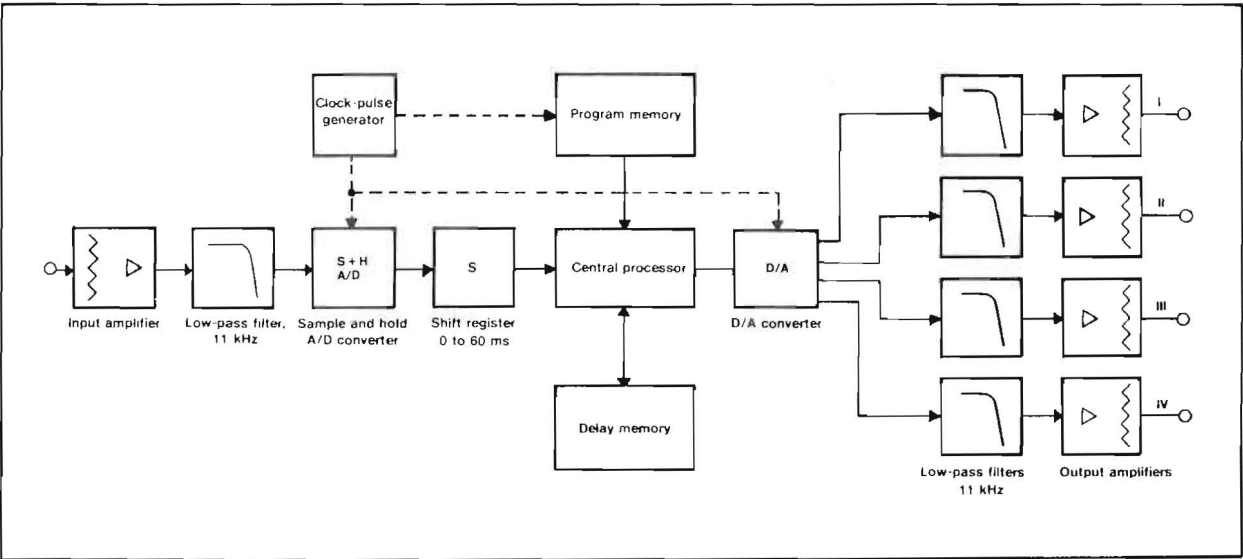 Clock-pulse
generator
Program memory
I
II
S + H
A/D
S
Central processor
D/A
Input amplifier
Low-pass filter,
11 kHz
Sample and hold
A/D converter
Shift register
0 to 60 ms
D/A converter
III
Delay memory
IV
Low-pass filters
11 kHz
Output amplifiers